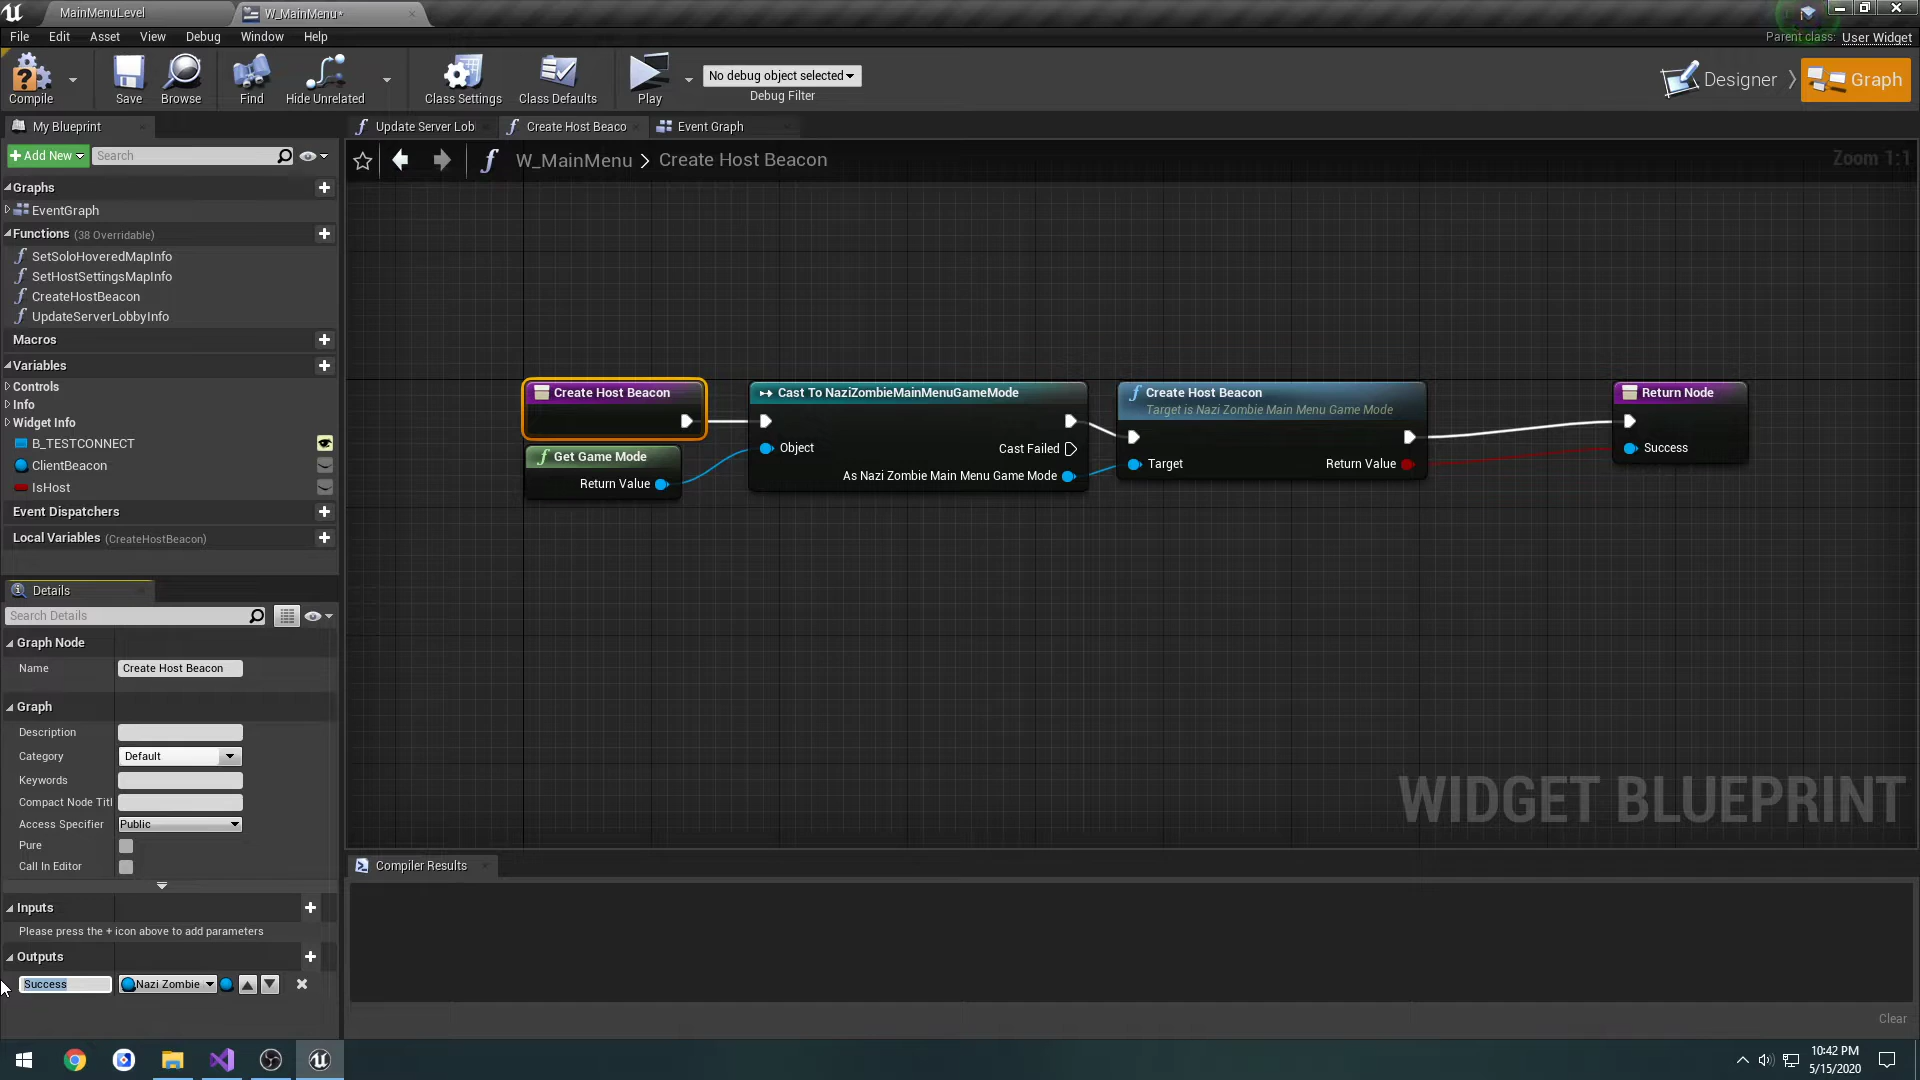 MainMenuLevel
W_MainMenu*
File Edit Asset View Debug Window Help
Parent class: User Widget
Compile
Save
Browse
Find
Hide Unrelated
Class Settings
Class Defaults
Play
No debug object selected
Debug Filter
Designer
Graph
My Blueprint
Update Server Lob
Create Host Beaco
Event Graph
Add New
Search
W_MainMenu > Create Host Beacon
Zoom 1:1
Graphs
EventGraph
Functions (38 Overridable)
SetSoloHoveredMapInfo
SetHostSettingsMapInfo
CreateHostBeacon
UpdateServerLobbyInfo
Macros
Variables
Controls
Info
Widget Info
B_TESTCONNECT
ClientBeacon
IsHost
Event Dispatchers
Local Variables (CreateHostBeacon)
Create Host Beacon
Get Game Mode
Return Value
Cast To NaziZombieMainMenuGameMode
Object
Cast Failed
As Nazi Zombie Main Menu Game Mode
Create Host Beacon
Target is Nazi Zombie Main Menu Game Mode
Target
Return Value
Return Node
Success
Details
Search Details
Graph Node
Name Create Host Beacon
Graph
Description
Category Default
Keywords
Compact Node Titl
Access Specifier Public
Pure
Call In Editor
Inputs
Please press the + icon above to add parameters
Outputs
Success Nazi Zombie
WIDGET BLUEPRINT
Compiler Results
Clear
10:42 PM
5/15/2020